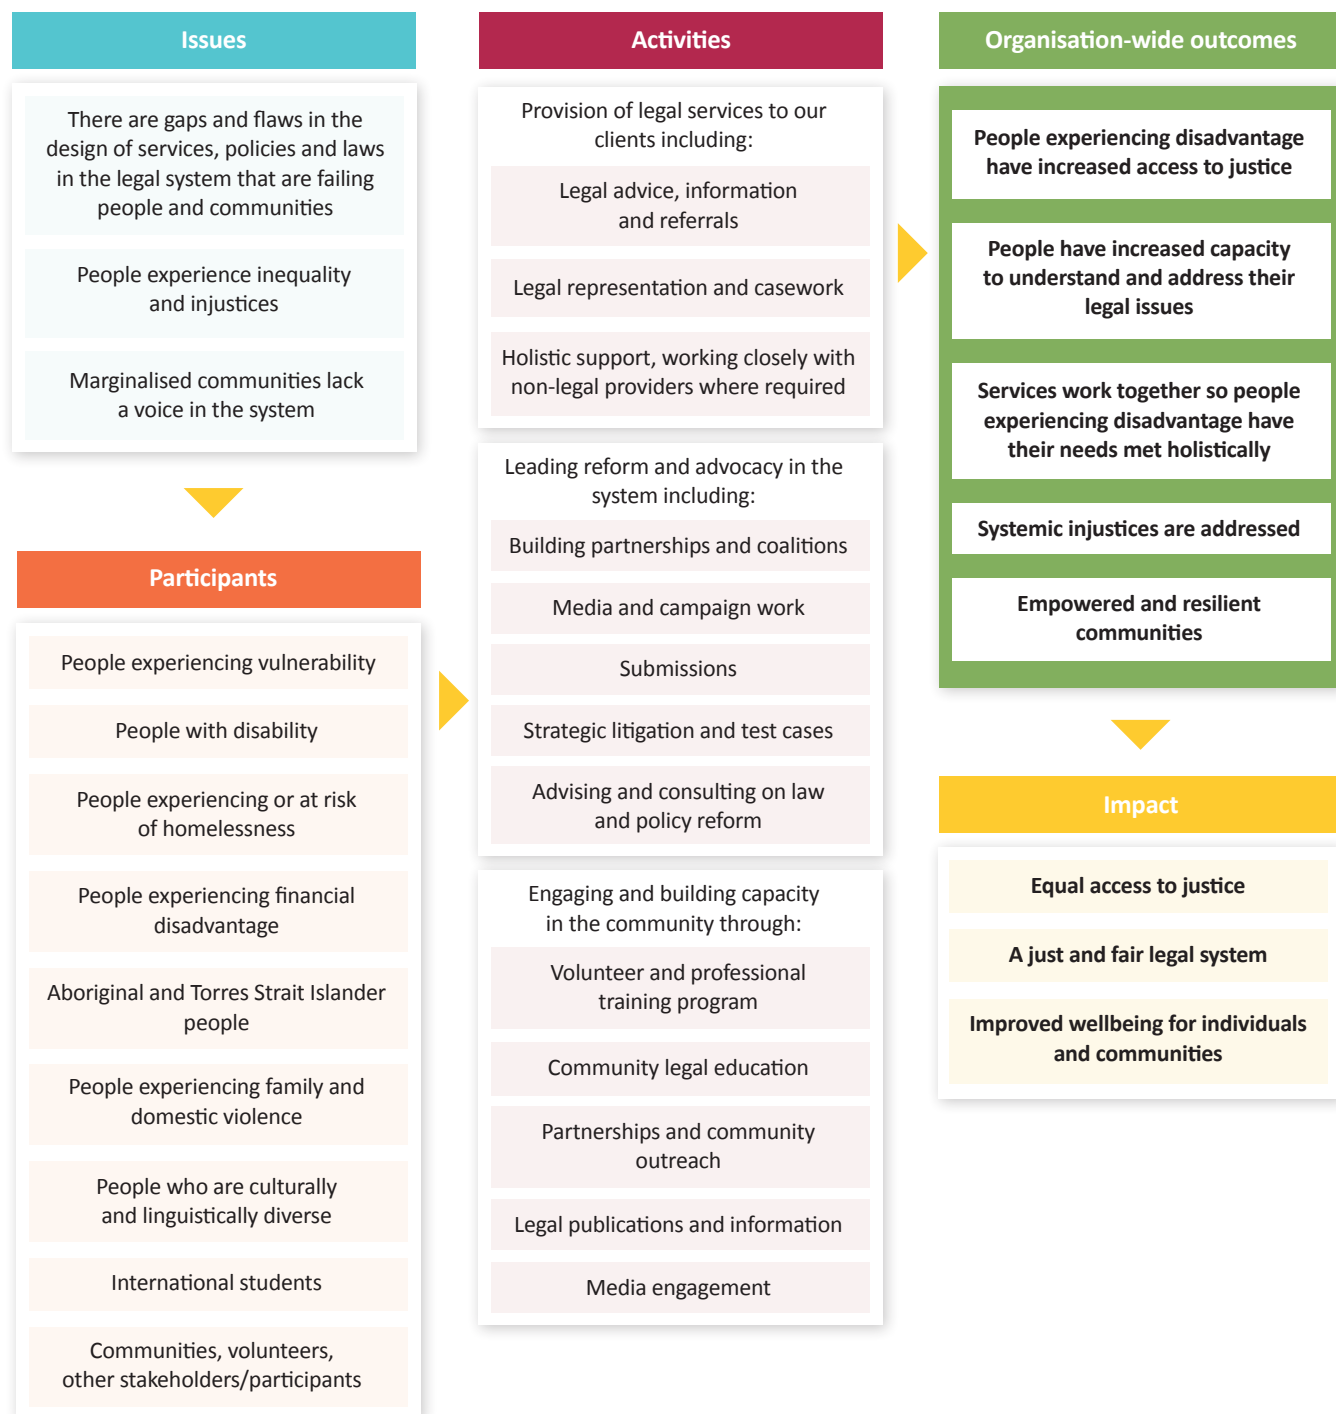 Issues
There are gaps and flaws in the
design of services, policies and laws
in the legal system that are failing
people and communities
People experience inequality
and injustices
Marginalised communities lack
a voice in the system
Participants
People experiencing vulnerability
People with disability
People experiencing or at risk
of homelessness
People experiencing financial
disadvantage
Aboriginal and Torres Strait Islander
people
People experiencing family and
domestic violence
People who are culturally
and linguistically diverse
International students
Communities, volunteers,
other stakeholders/participants
Activities
Provision of legal services to our
clients including:
Legal advice, information
and referrals
Legal representation and casework
Holistic support, working closely with
non-legal providers where required
Leading reform and advocacy in the
system including:
Building partnerships and coalitions
Media and campaign work
Submissions
Strategic litigation and test cases
Advising and consulting on law
and policy reform
Engaging and building capacity
in the community through:
Volunteer and professional
training program
Community legal education
Partnerships and community
outreach
Legal publications and information
Media engagement
Organisation-wide outcomes
People experiencing disadvantage
have increased access to justice
People have increased capacity
to understand and address their
legal issues
Services work together so people
experiencing disadvantage have
their needs met holistically
Systemic injustices are addressed
Empowered and resilient
communities
Impact
Equal access to justice
A just and fair legal system
Improved wellbeing for individuals
and communities